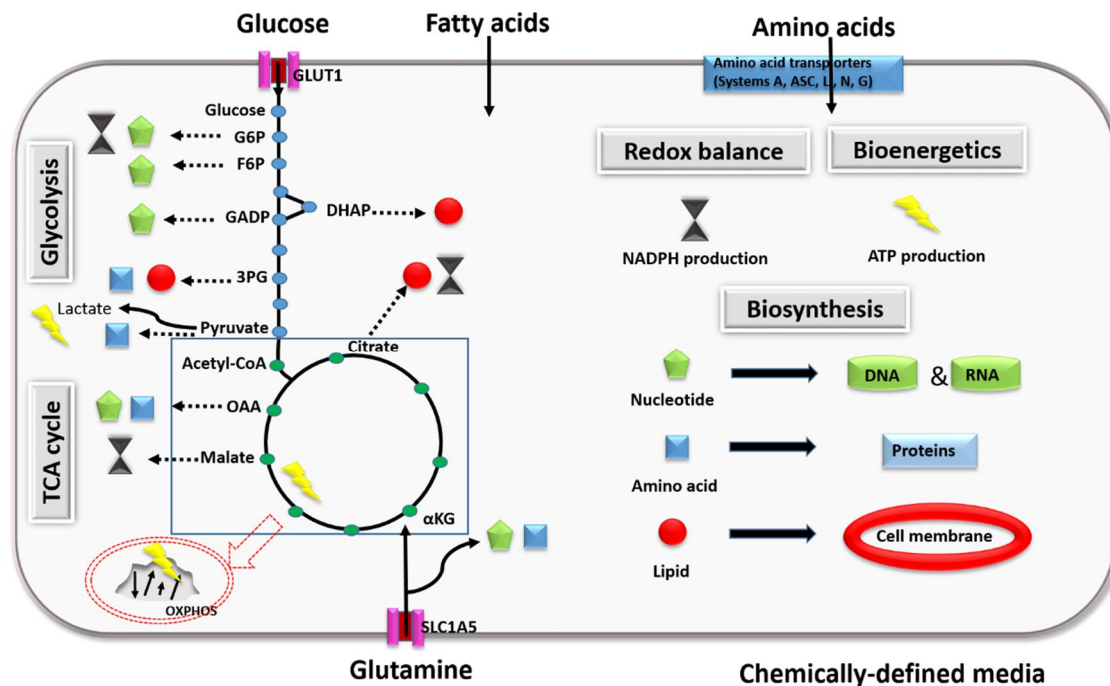 Glucose
Fatty acids
Amino acids
GLUT1
Amino acid transporters
(Systems A, ASC, L, N, G)
Glucose
G6P
F6P
GADP
DHAP
3PG
Lactate
Pyruvate
Glycolysis
Acetyl-CoA
Citrate
OAA
Malate
αKG
TCA cycle
OXPHOS
SLC1A5
Glutamine
Redox balance
Bioenergetics
NADPH production
ATP production
Biosynthesis
Nucleotide
DNA
&
RNA
Amino acid
Proteins
Lipid
Cell membrane
Chemically-defined media